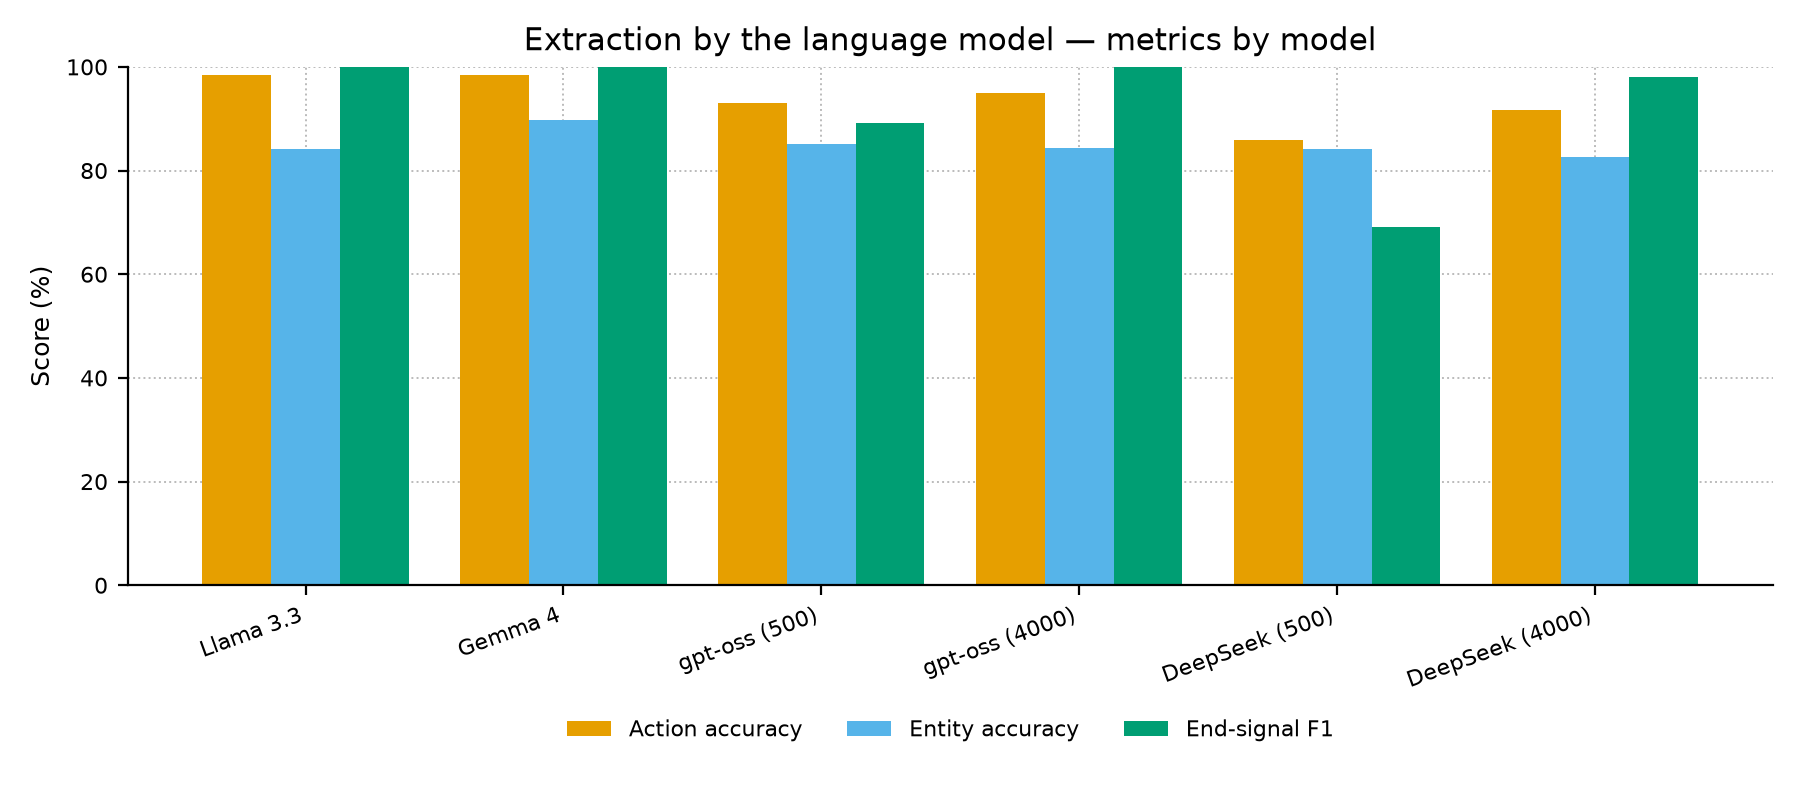 Extraction by the language model — metrics by model
Score (%)
100
80
60
40
20
0
Llama 3.3
Gemma 4
gpt-oss (500)
gpt-oss (4000)
DeepSeek (500)
DeepSeek (4000)
Action accuracy
Entity accuracy
End-signal F1